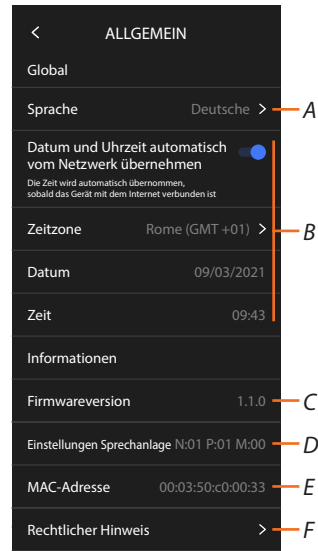 < ALLGEMEIN
Global
Sprache Deutsche > A
Datum und Uhrzeit automatisch
vom Netzwerk übernehmen
Die Zeit wird automatisch übernommen,
sobald das Gerät mit dem Internet verbunden ist
Zeitzone Rome (GMT +01) > B
Datum 09/03/2021
Zeit 09:43
Informationen
Firmwareversion 1.1.0 C
Einstellungen Sprechanlage N:01 P:01 M:00 D
MAC-Adresse 00:03:50:c0:00:33 E
Rechtlicher Hinweis > F